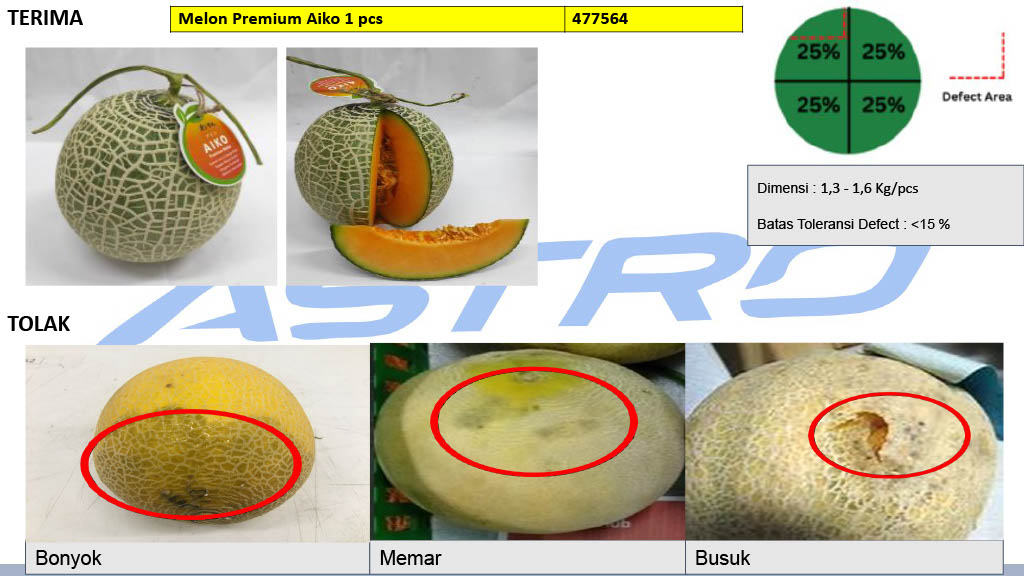 TERIMA
Melon Premium Aiko 1 pcs
477564
25%
25%
25%
25%
Defect Area
AIKO
AIKO
Dimensi : 1,3 - 1,6 Kg/pcs
Batas Toleransi Defect : <15 %
ASTRO
TOLAK
Bonyok
Memar
Busuk